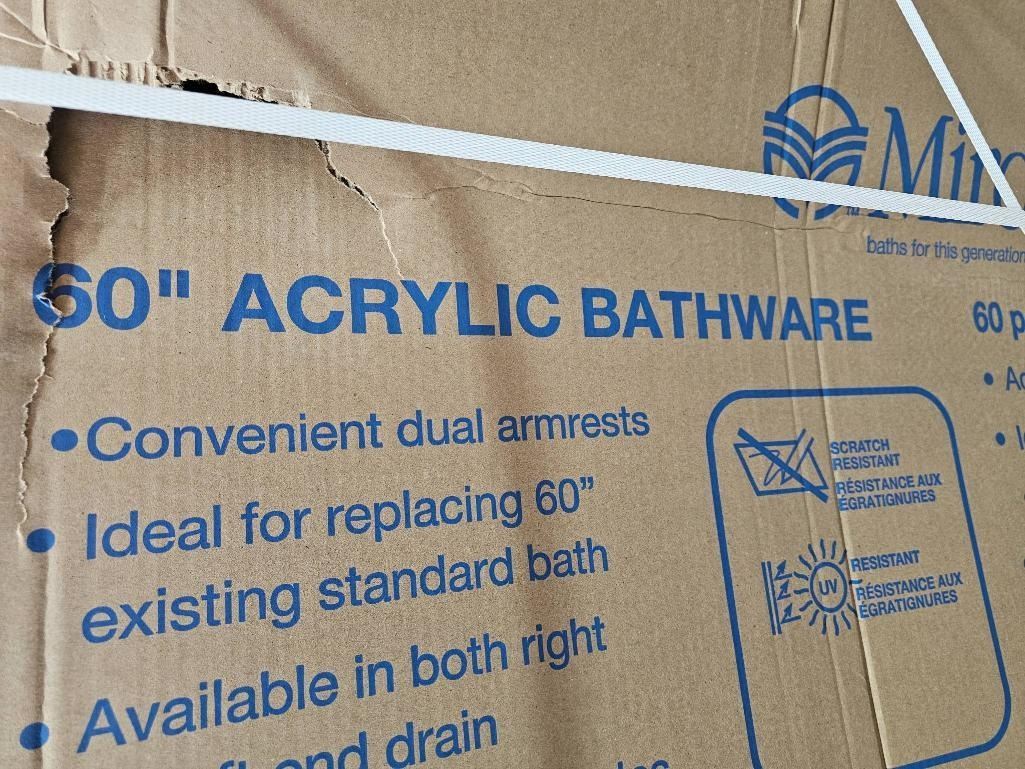 baths for this generation
60" ACRYLIC BATHWARE
60
• Convenient dual armrests
• Ideal for replacing 60"
existing standard bath
• Available in both right
end drain
SCRATCH
RESISTANT
RÉSISTANCE AUX
ÉGRATIGNURES
UV
RESISTANT
RÉSISTANCE AUX
ÉGRATIGNURES